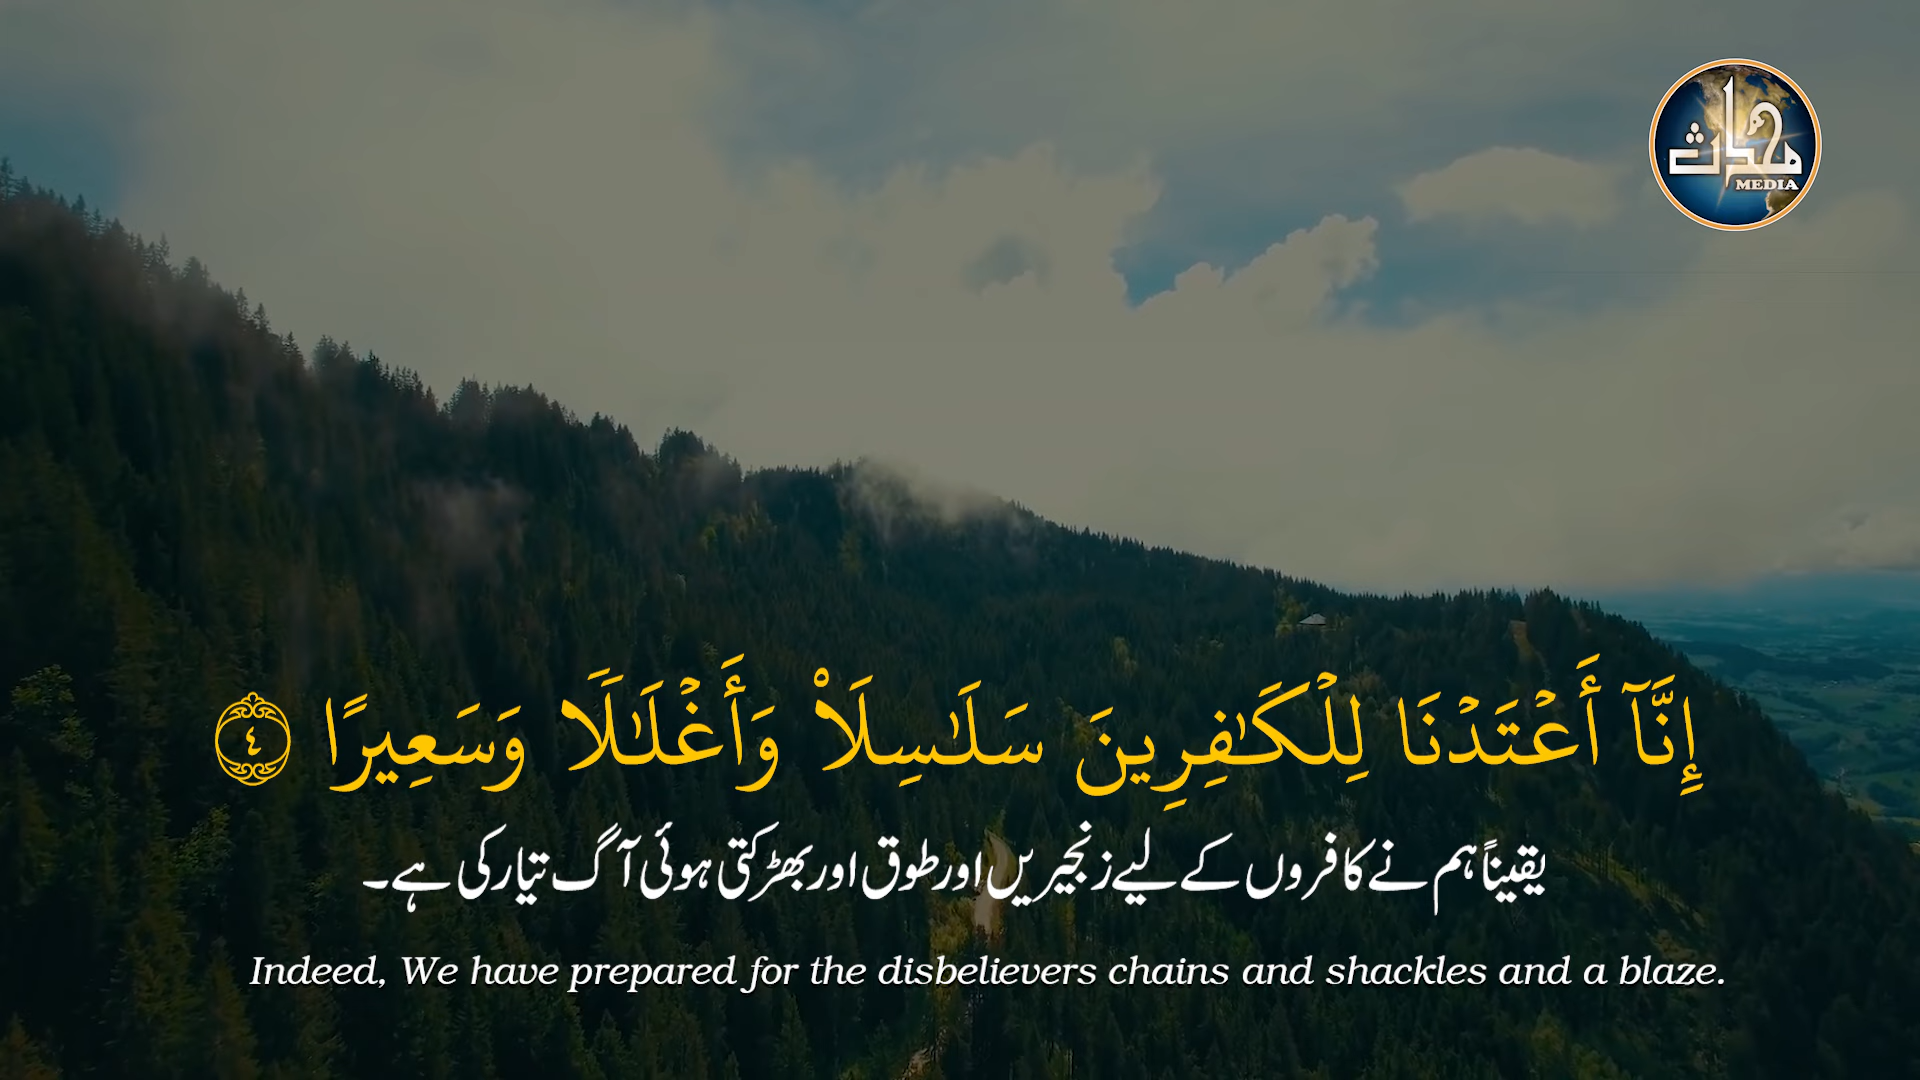 محدث
MEDIA
إِنَّآ أَعْتَدْنَا لِلْكَـٰفِرِينَ سَلَـٰسِلَا۟ وَأَغْلَـٰلًا وَسَعِيرًا ٤
یقیناً ہم نے کافروں کے لیے زنجیریں اور طوق اور بھڑکتی ہوئی آگ تیار کی ہے۔
Indeed, We have prepared for the disbelievers chains and shackles and a blaze.